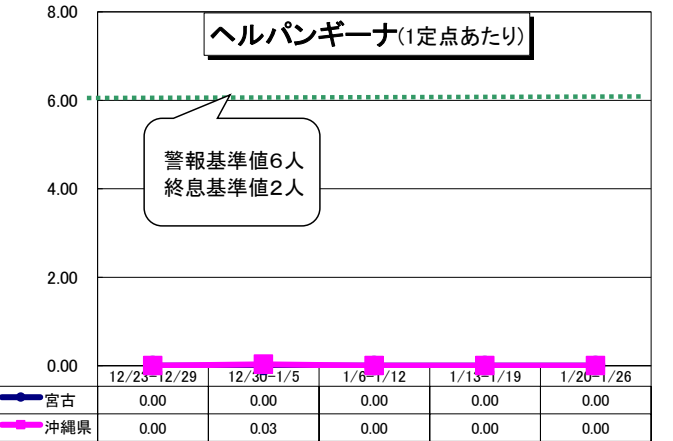 ヘルパンギーナ(1定点あたり)
8.00
6.00
警報基準値6人
終息基準値2人
4.00
2.00
0.00
12/23-12/29 12/30-1/5 1/6-1/12 1/13-1/19 1/20-1/26
宮古 0.00 0.00 0.00 0.00 0.00
沖縄県 0.00 0.03 0.00 0.00 0.00